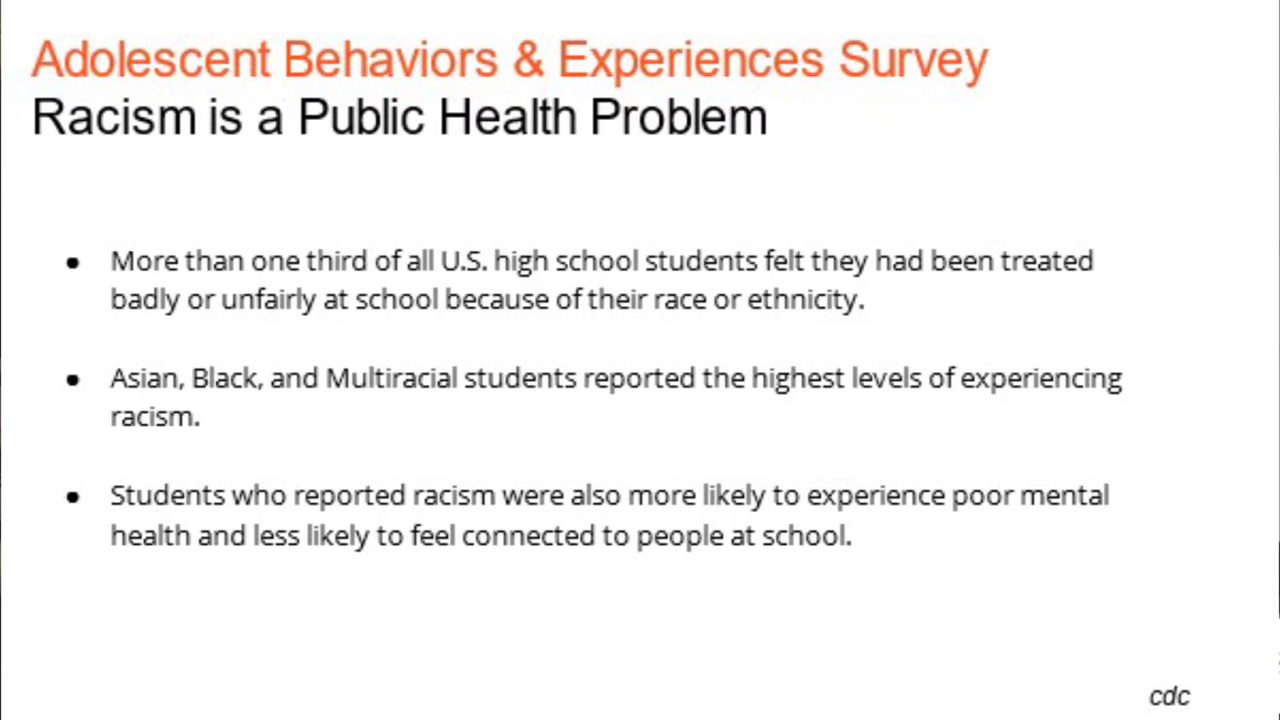 Adolescent Behaviors & Experiences Survey
Racism is a Public Health Problem
• More than one third of all U.S. high school students felt they had been treated
badly or unfairly at school because of their race or ethnicity.
• Asian, Black, and Multiracial students reported the highest levels of experiencing
racism.
• Students who reported racism were also more likely to experience poor mental
health and less likely to feel connected to people at school.
cdc